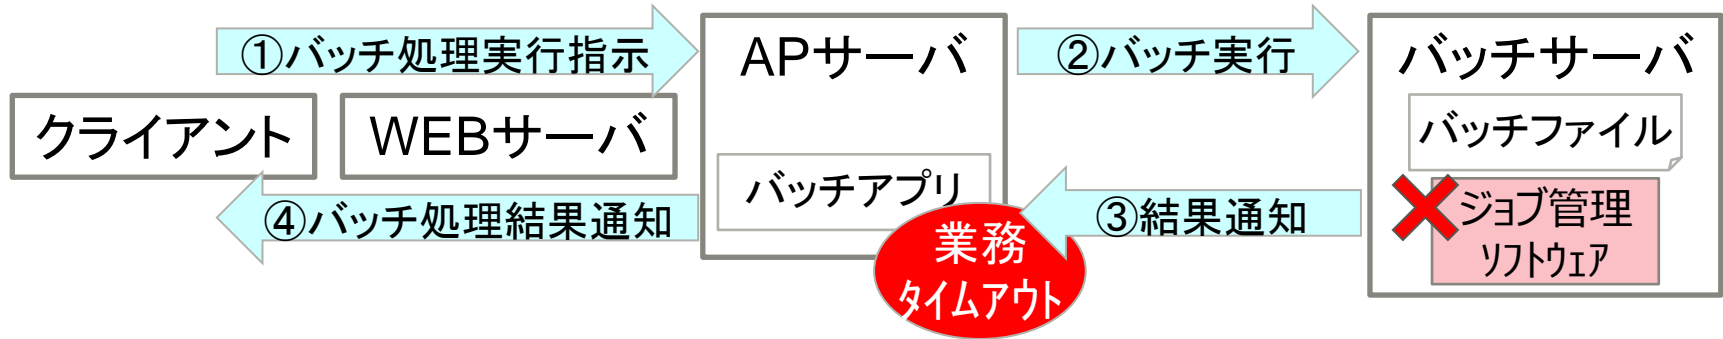 ①バッチ処理実行指示
APサーバ
②バッチ実行
バッチサーバ
クライアント
WEBサーバ
バッチファイル
バッチアプリ
ジョブ管理
ソフトウェア
④バッチ処理結果通知
③結果通知
業務
タイムアウト